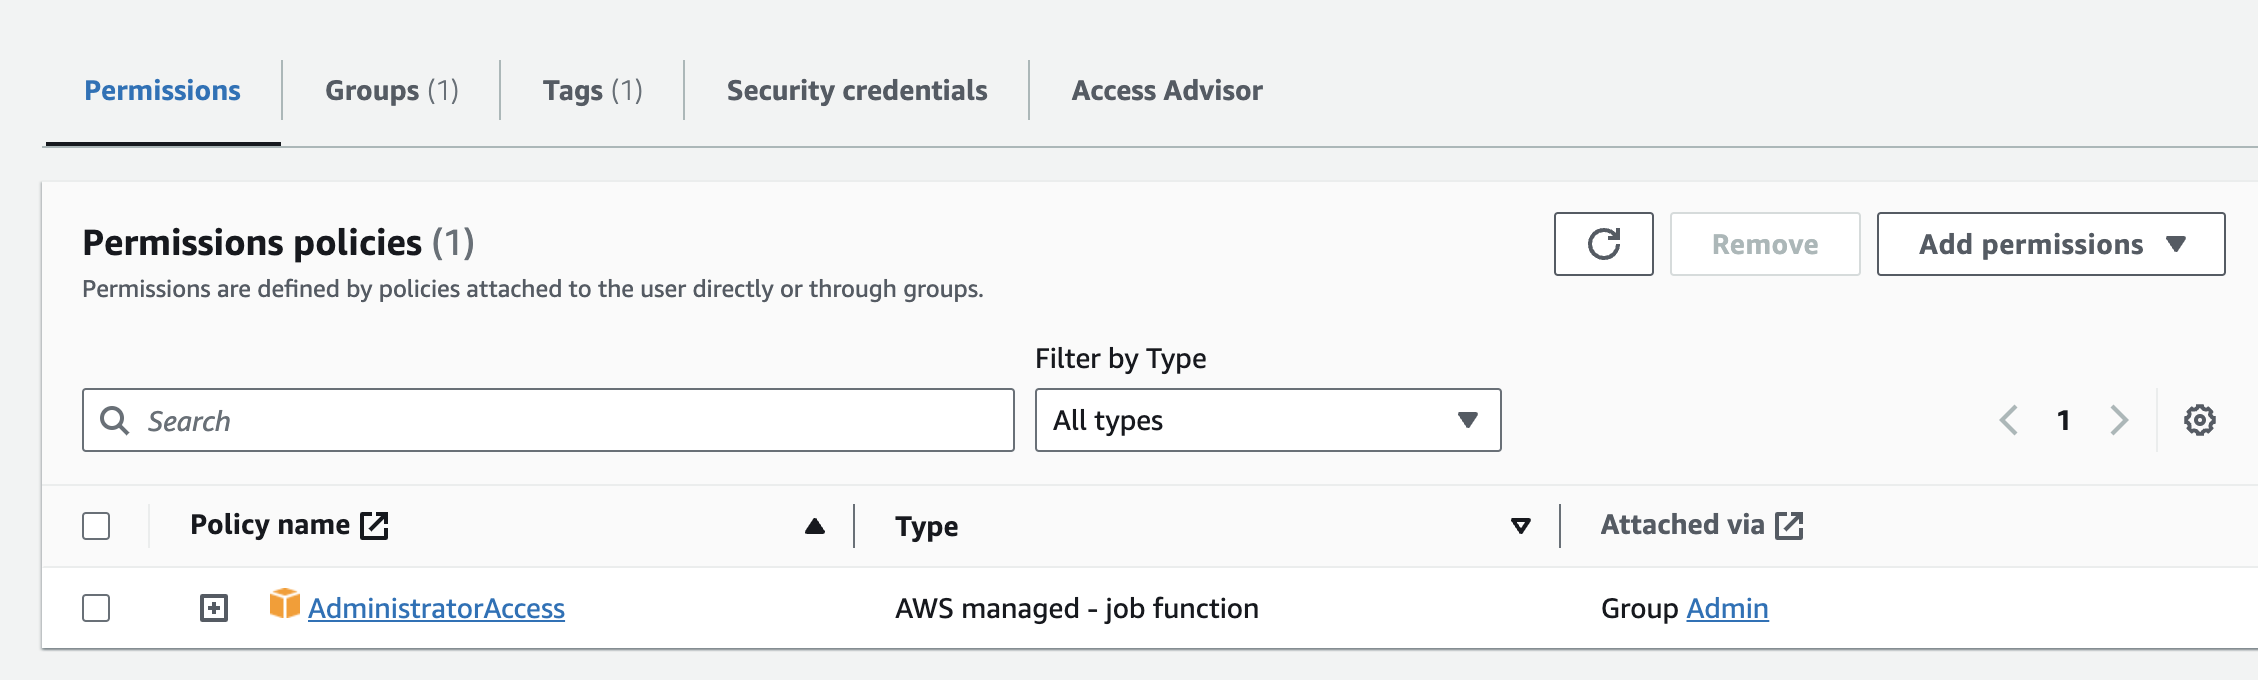 Permissions Groups (1) Tags (1) Security credentials Access Advisor
Permissions policies (1)
Remove Add permissions
Permissions are defined by policies attached to the user directly or through groups.
Filter by Type
Search All types 1
Policy name Type Attached via
AdministratorAccess AWS managed - job function Group Admin